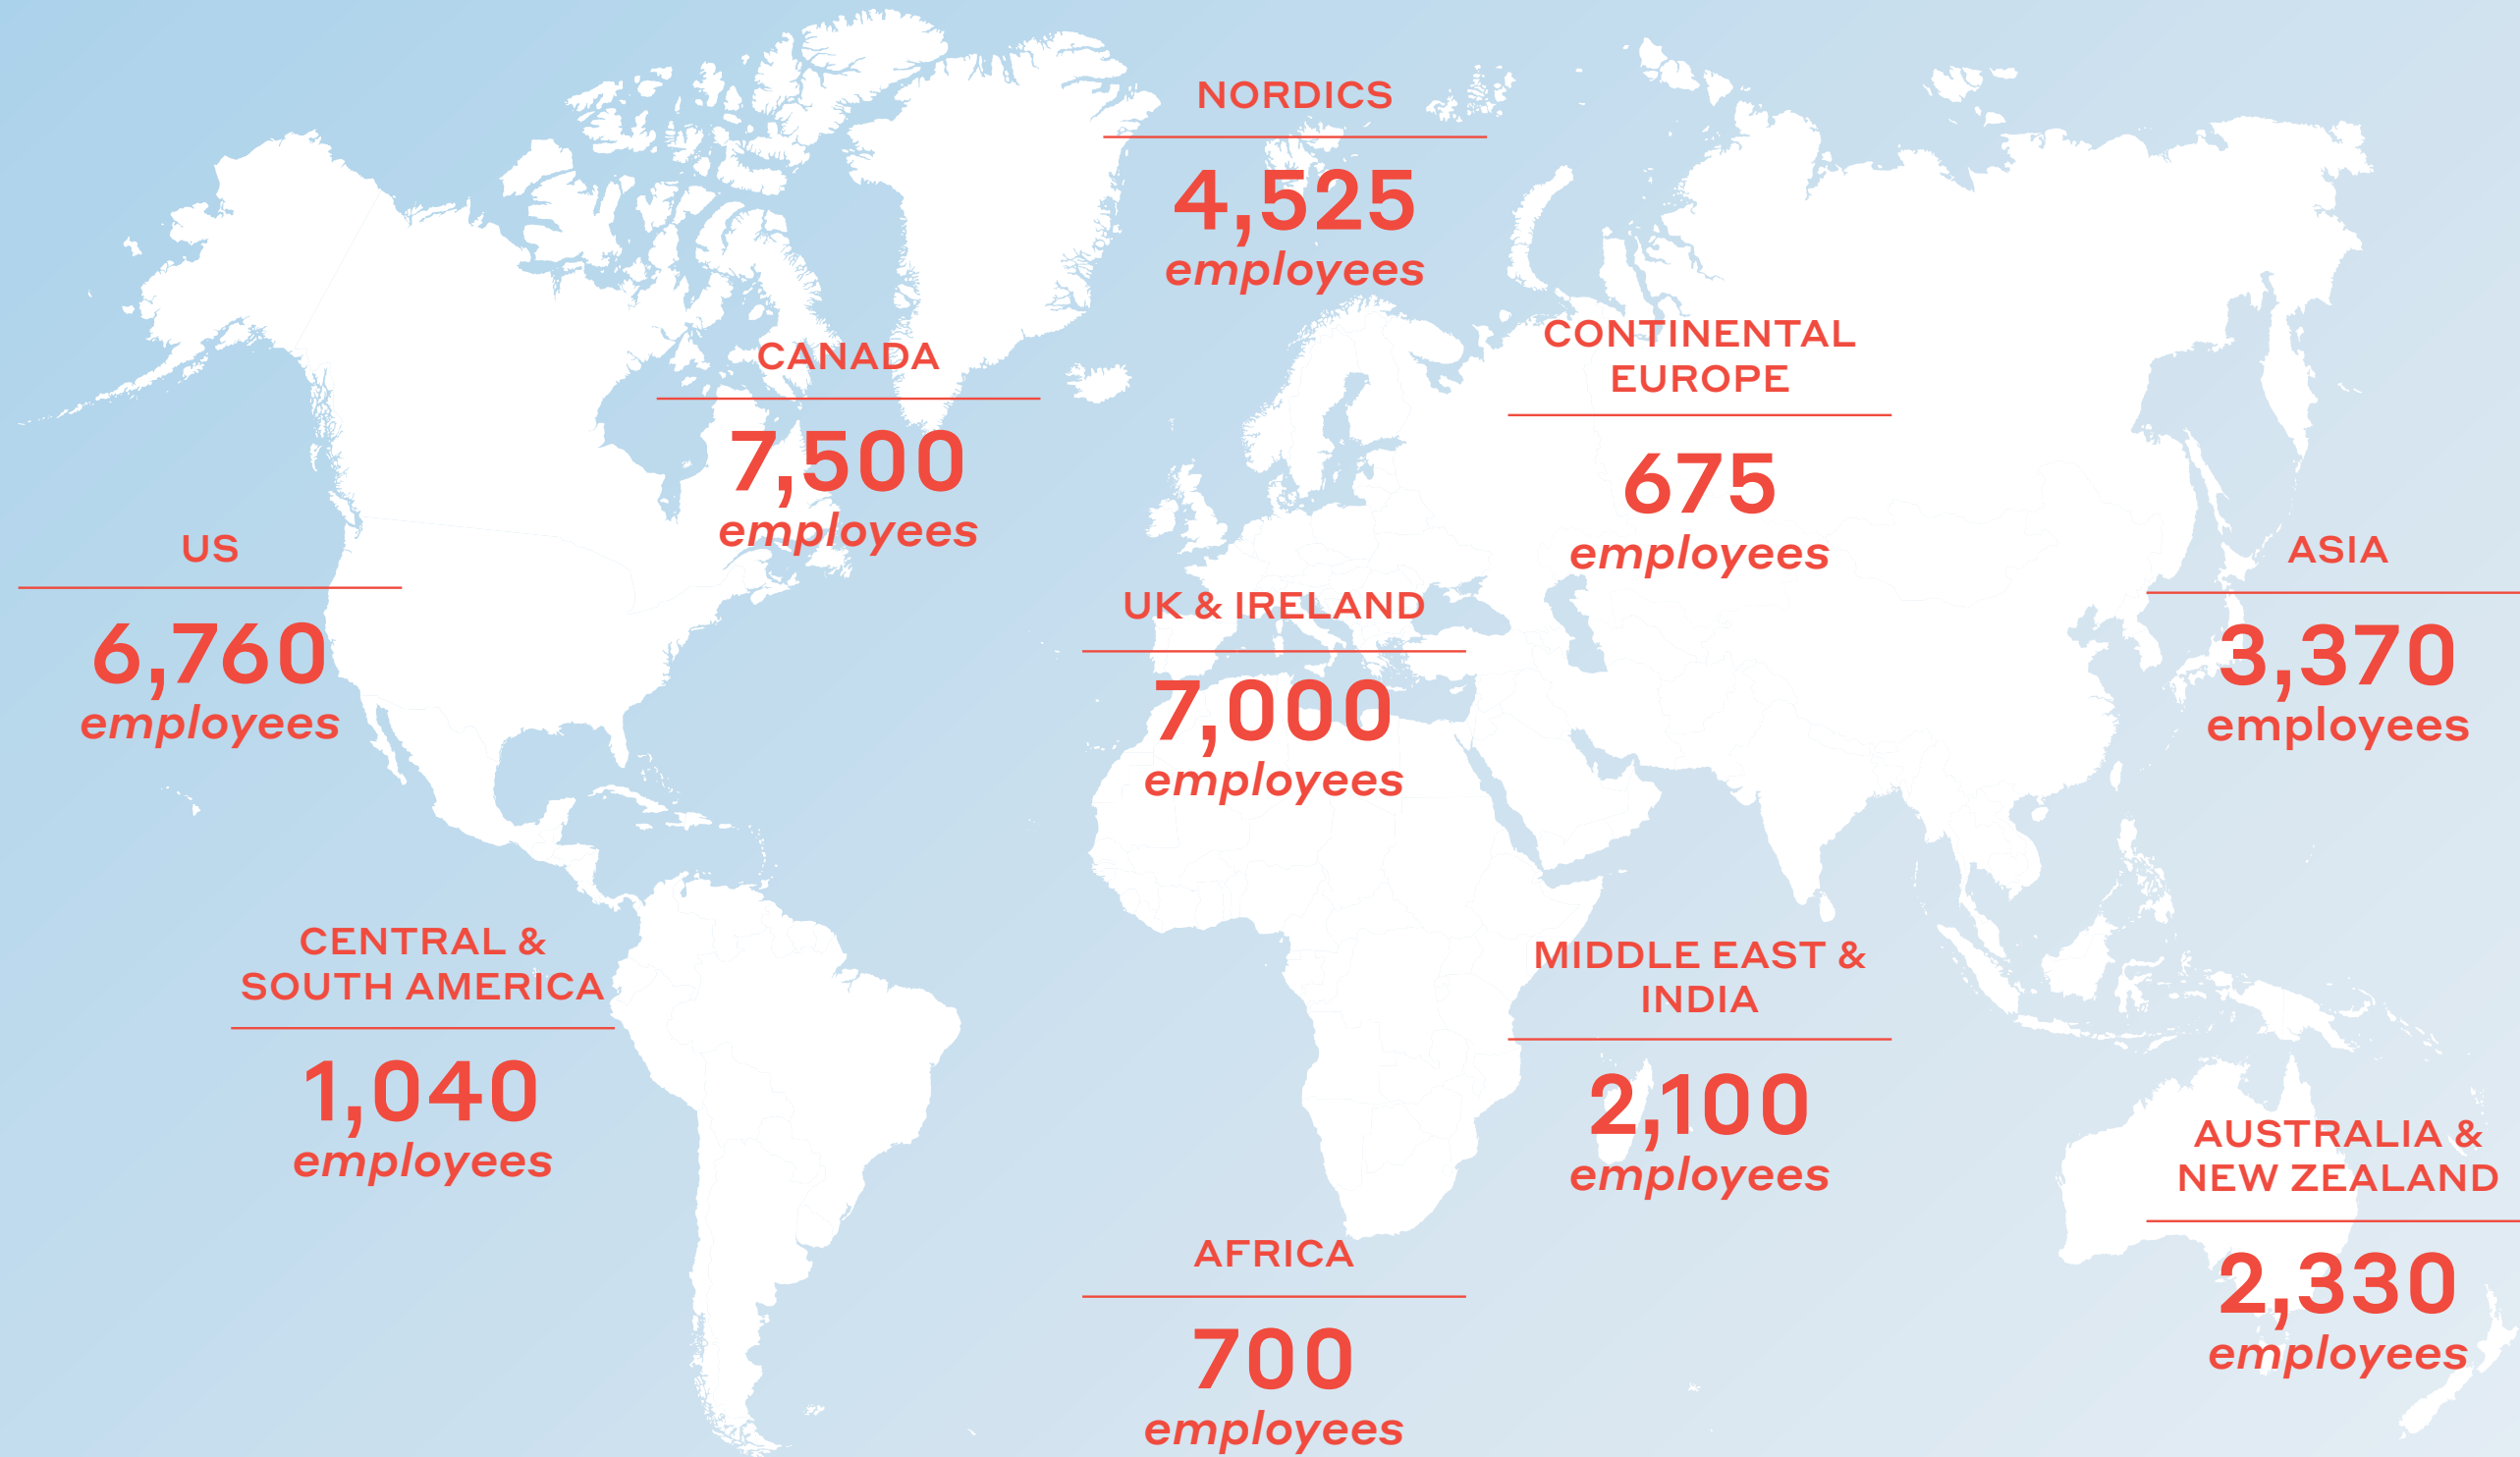 NORDICS
4,525
employees
CANADA
7,500
employees
CONTINENTAL
EUROPE
675
employees
US
6,760
employees
UK & IRELAND
7,000
employees
ASIA
3,370
employees
CENTRAL &
SOUTH AMERICA
1,040
employees
MIDDLE EAST &
INDIA
2,100
employees
AUSTRALIA &
NEW ZEALAND
2,330
employees
AFRICA
700
employees